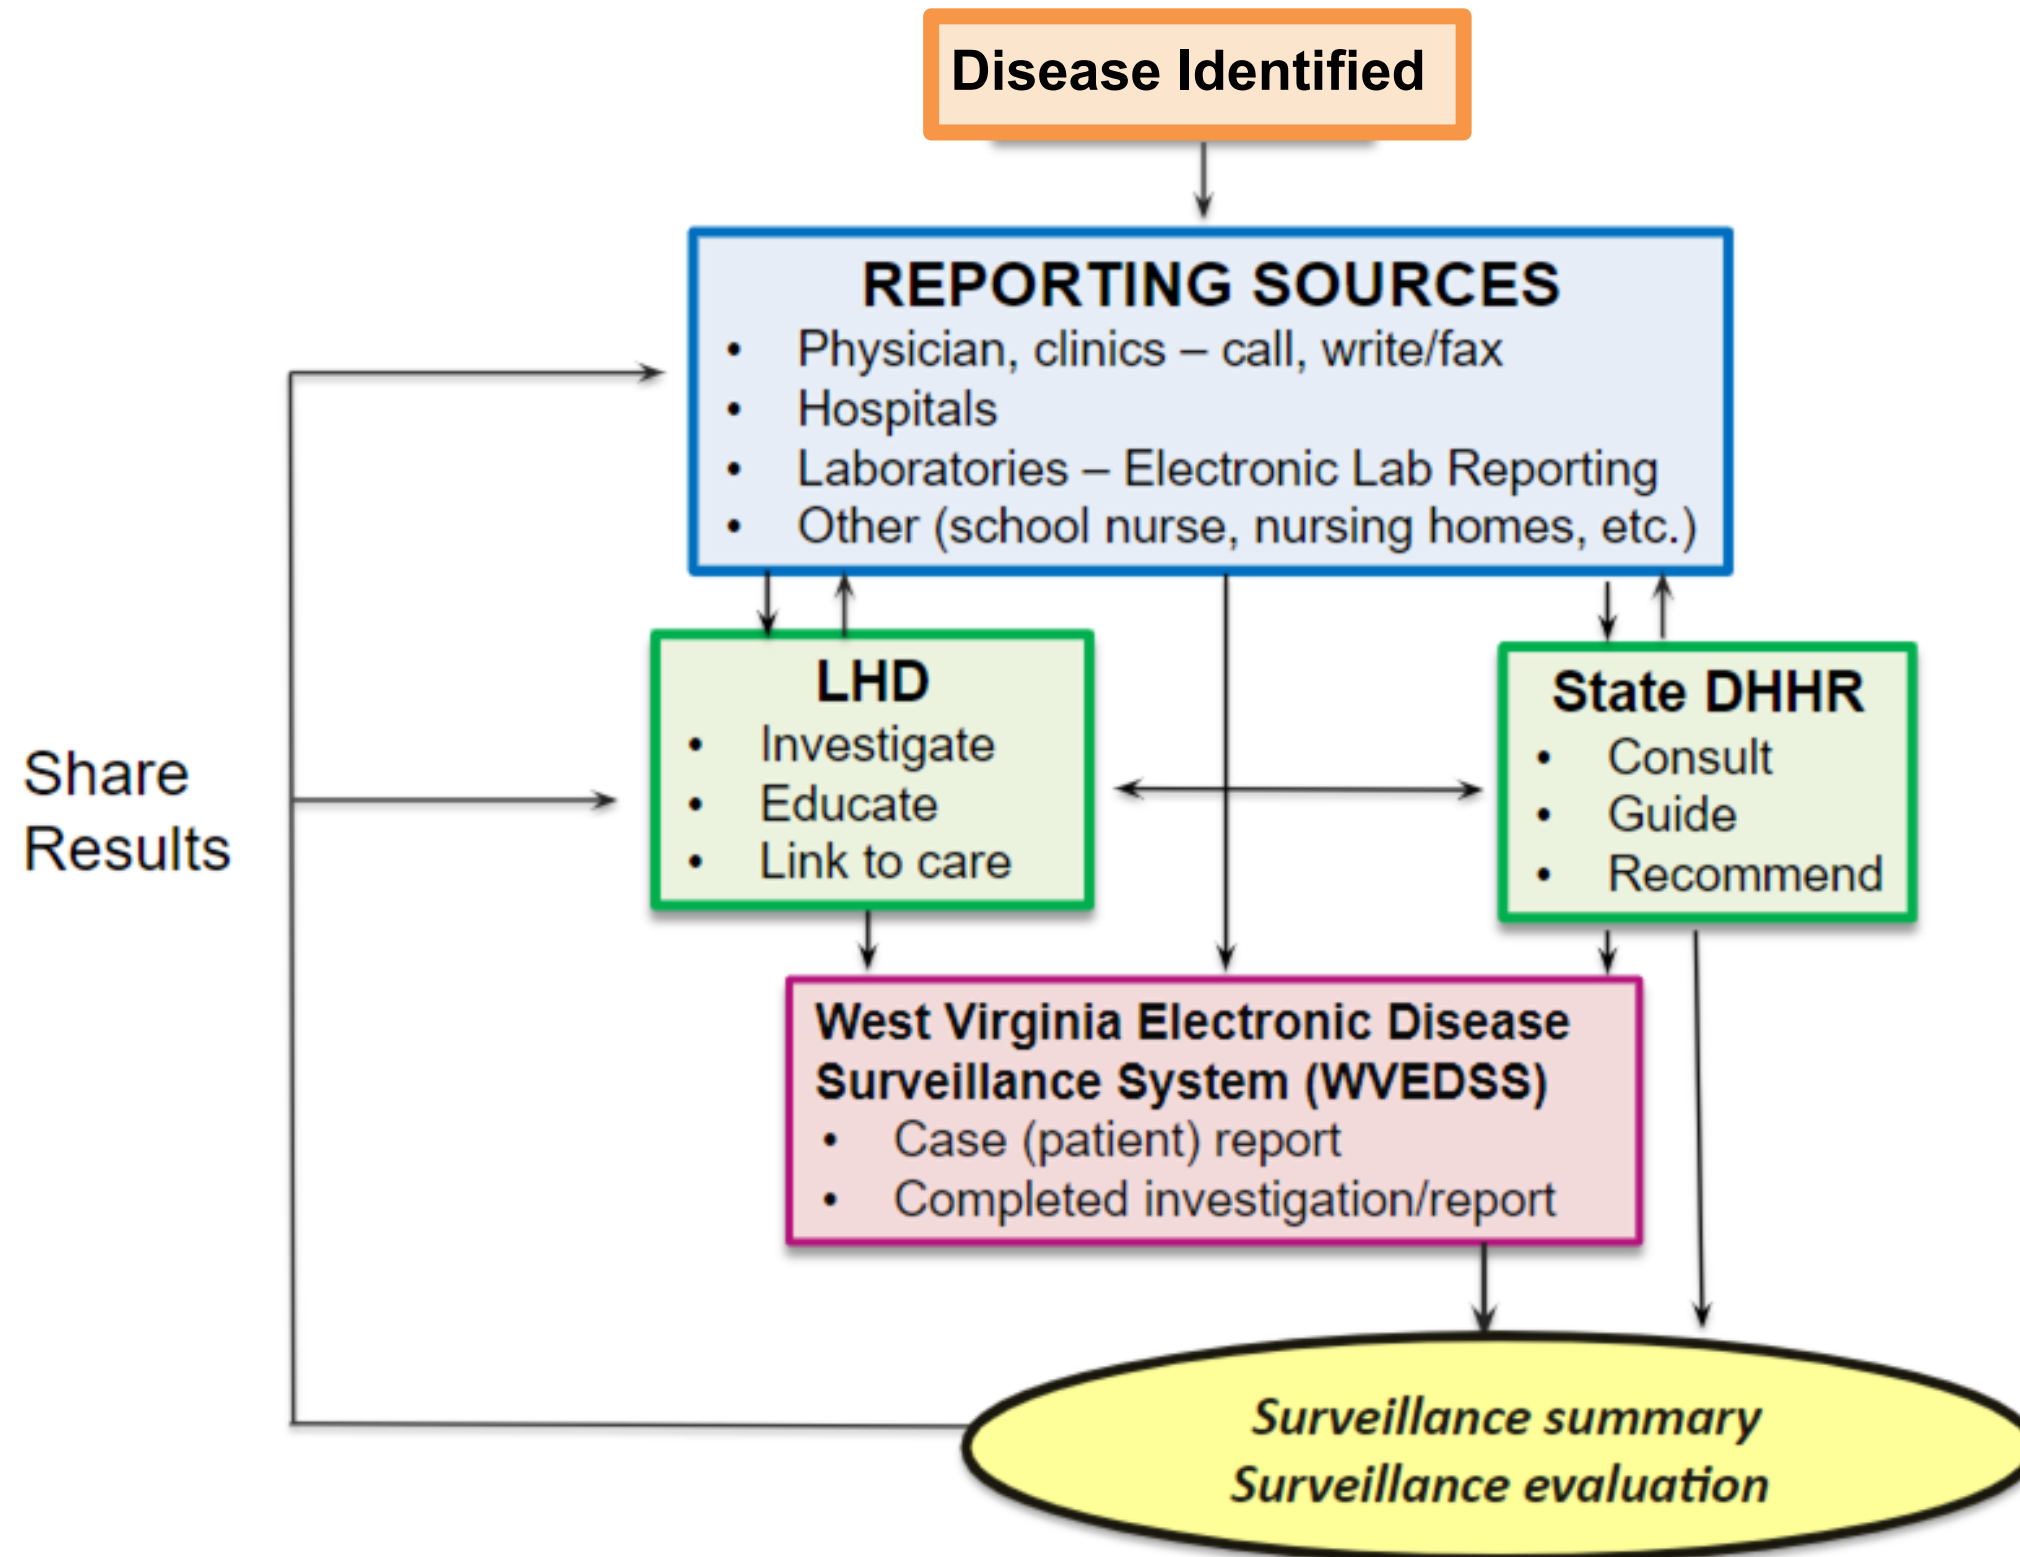 Disease Identified
REPORTING SOURCES
• Physician, clinics – call, write/fax
• Hospitals
• Laboratories – Electronic Lab Reporting
• Other (school nurse, nursing homes, etc.)
LHD
• Investigate
• Educate
• Link to care
State DHHR
• Consult
• Guide
• Recommend
Share
Results
West Virginia Electronic Disease
Surveillance System (WVEDSS)
• Case (patient) report
• Completed investigation/report
Surveillance summary
Surveillance evaluation